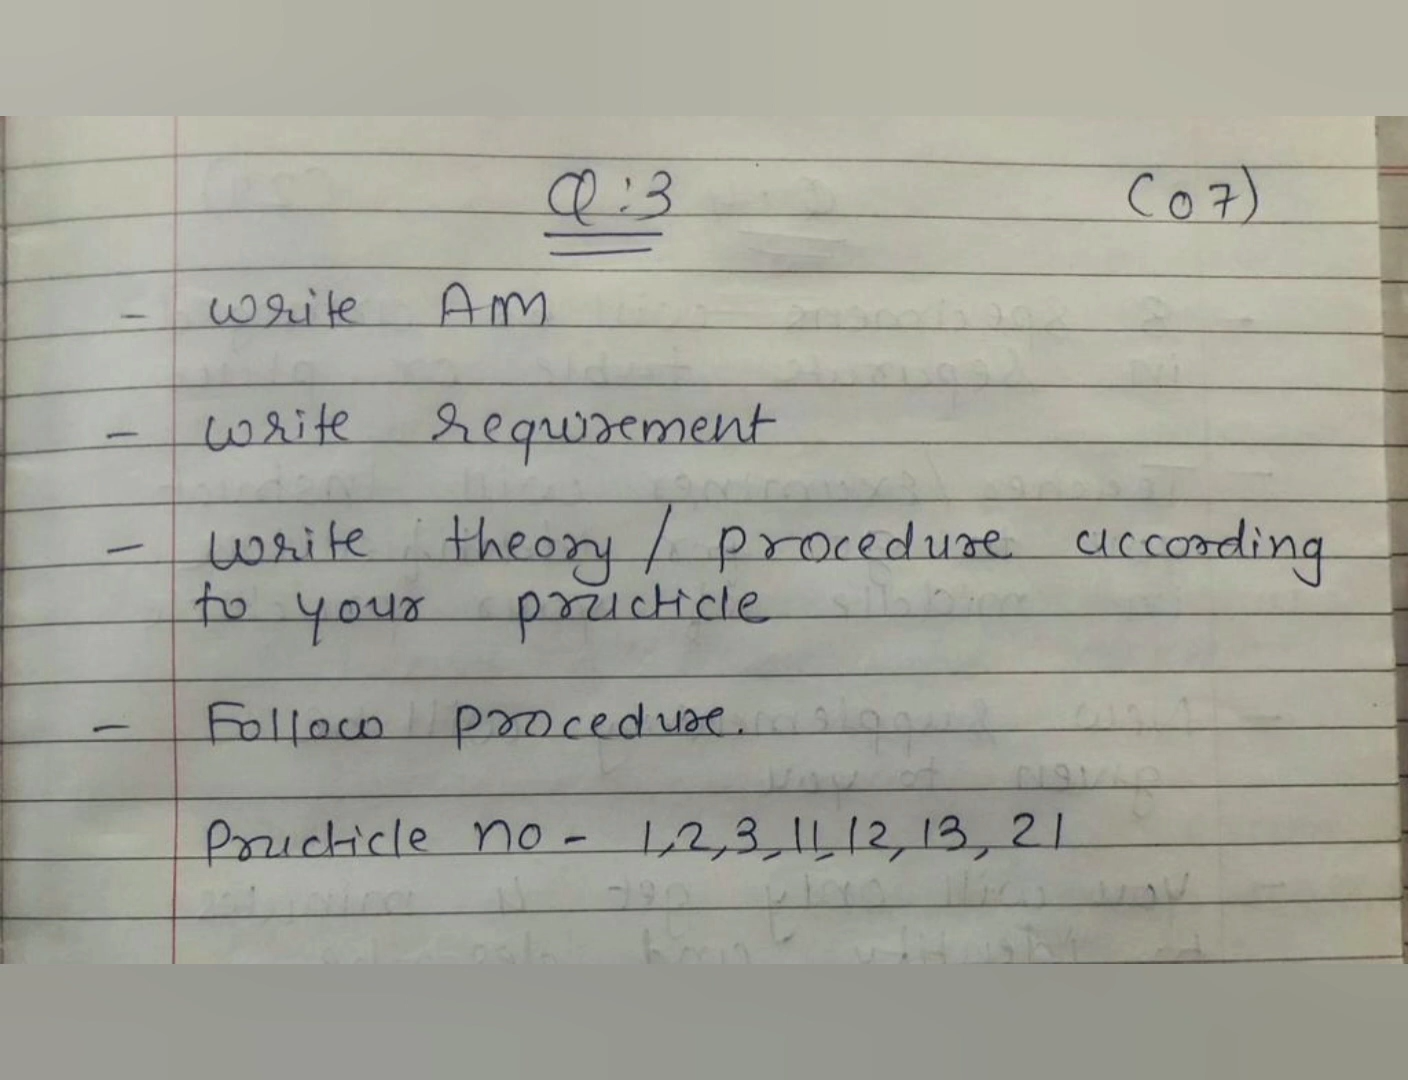 Q:3 (07)
- write AIM
- write requirement
- write theory / procedure according
to your practicle
- Follow procedure.
Practicle no - 1,2,3,11,12,13,21